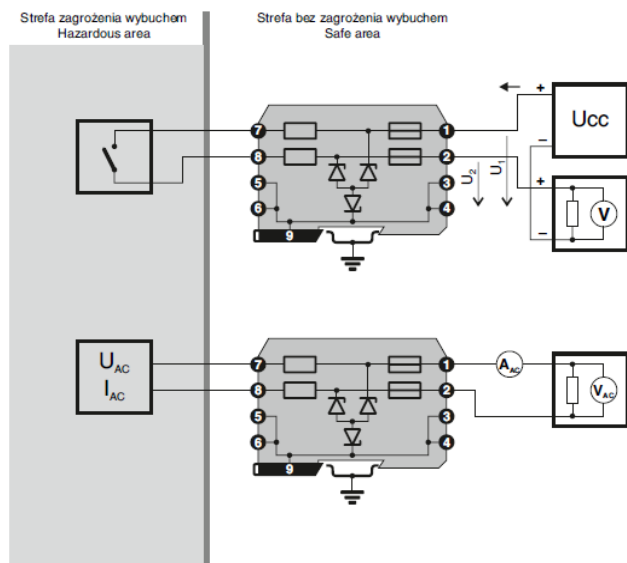 Strefa zagrożenia wybuchem
Hazardous area
Strefa bez zagrożenia wybuchem
Safe area
+
Ucc
–
7
1
8
2
5
3
6
4
I 9
U2
U1
+
V
–
UAC
IAC
7
1
8
2
5
3
6
4
I 9
AAC
VAC